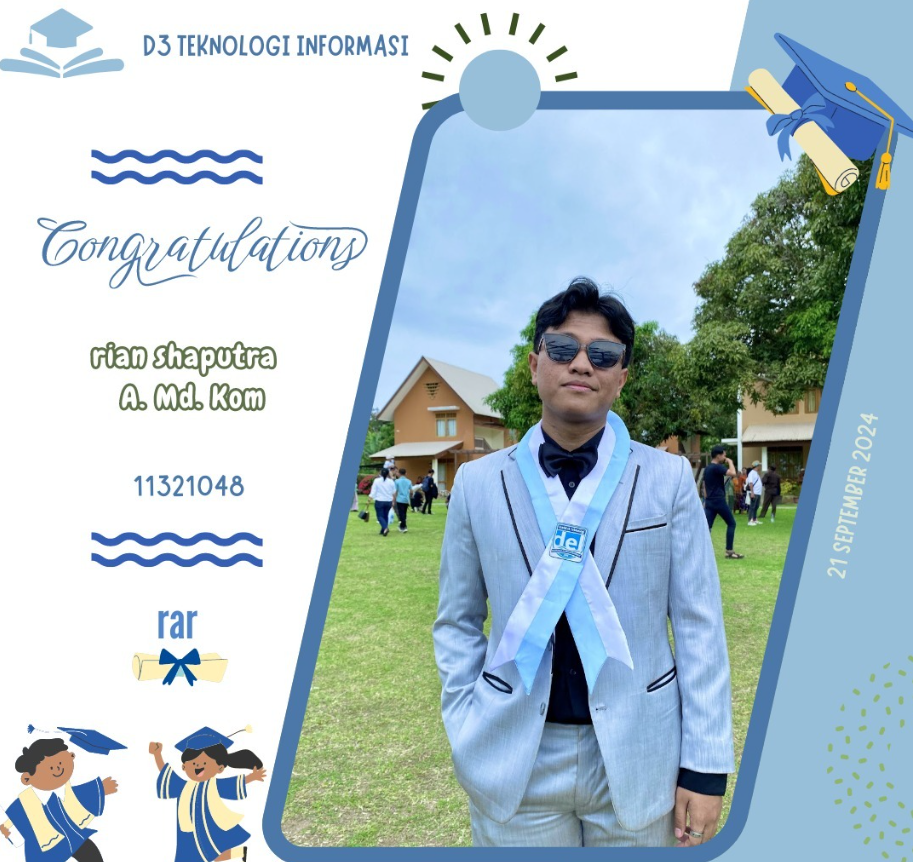 D3 TEKNOLOGI INFORMASI
Congratulations
rian shaputra
A. Md. Kom
11321048
rar
del
21 SEPTEMBER 2024